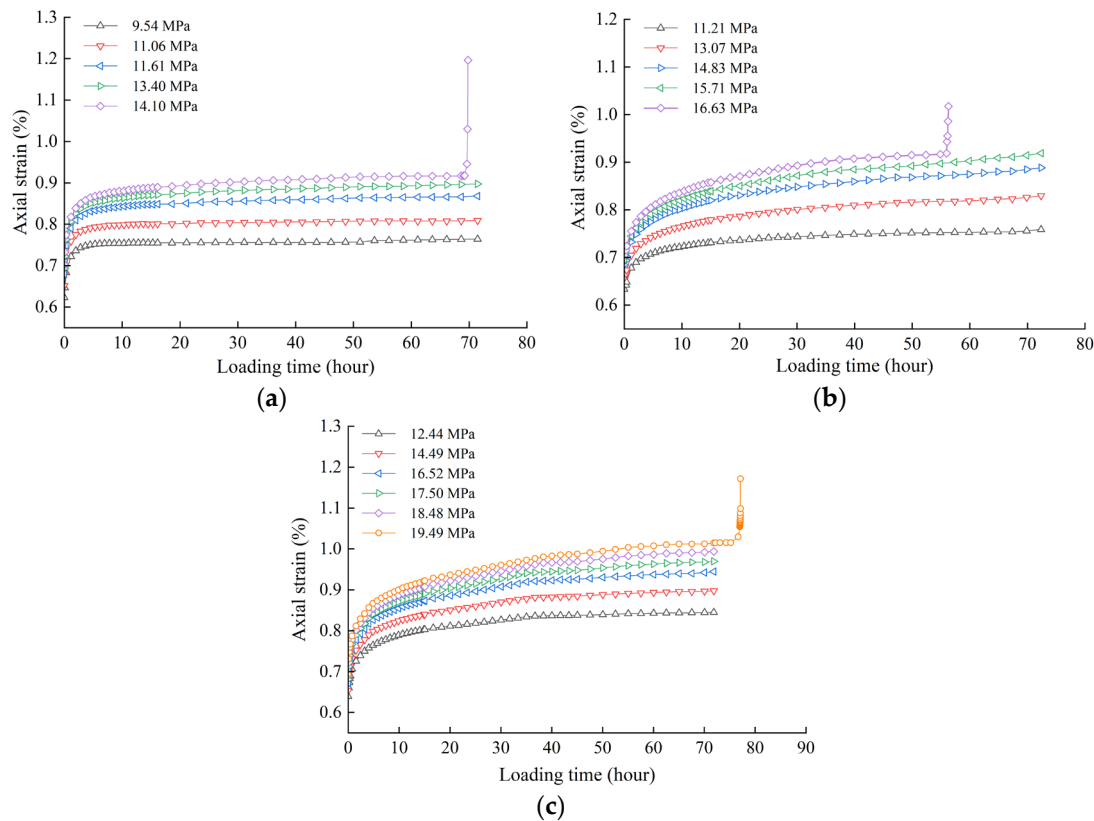 1.3
1.2
1.1
1.0
0.9
0.8
0.7
0.6
Axial strain (%)
9.54 MPa
11.06 MPa
11.61 MPa
13.40 MPa
14.10 MPa
0 10 20 30 40 50 60 70 80
Loading time (hour)
(a)
1.2
1.1
1.0
0.9
0.8
0.7
0.6
Axial strain (%)
11.21 MPa
13.07 MPa
14.83 MPa
15.71 MPa
16.63 MPa
0 10 20 30 40 50 60 70 80
Loading time (hour)
(b)
1.3
1.2
1.1
1.0
0.9
0.8
0.7
0.6
Axial strain (%)
12.44 MPa
14.49 MPa
16.52 MPa
17.50 MPa
18.48 MPa
19.49 MPa
0 10 20 30 40 50 60 70 80 90
Loading time (hour)
(c)